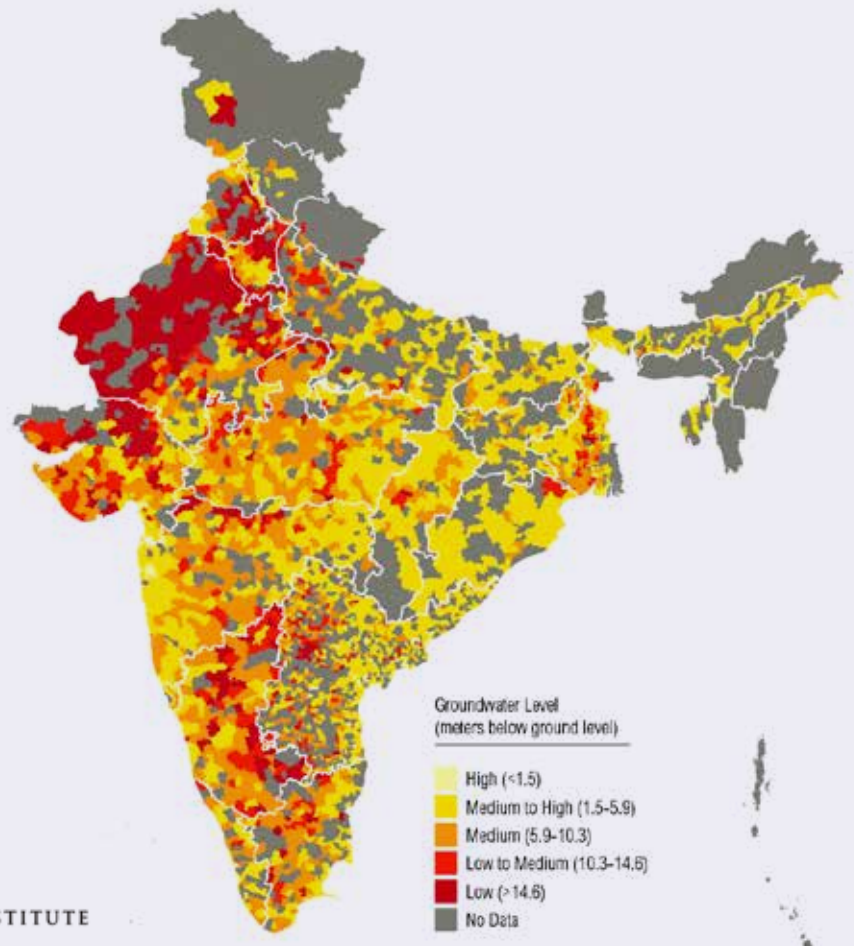 Groundwater Level
(meters below ground level)
High (<1.5)
Medium to High (1.5-5.9)
Medium (5.9-10.3)
Low to Medium (10.3-14.6)
Low (>14.6)
No Data